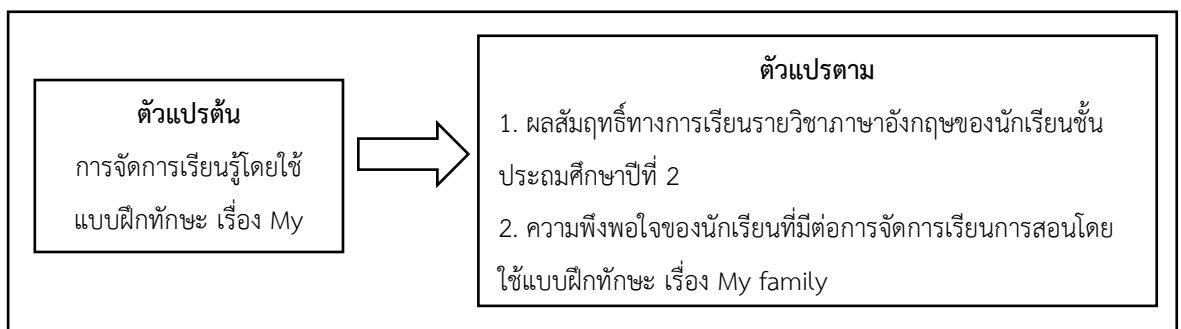 ตัวแปรต้น
การจัดการเรียนรู้โดยใช้
แบบฝึกทักษะ เรื่อง My
ตัวแปรตาม
1. ผลสัมฤทธิ์ทางการเรียนรายวิชาภาษาอังกฤษของนักเรียนชั้น
ประถมศึกษาปีที่ 2
2. ความพึงพอใจของนักเรียนที่มีต่อการจัดการเรียนการสอนโดย
ใช้แบบฝึกทักษะ เรื่อง My family